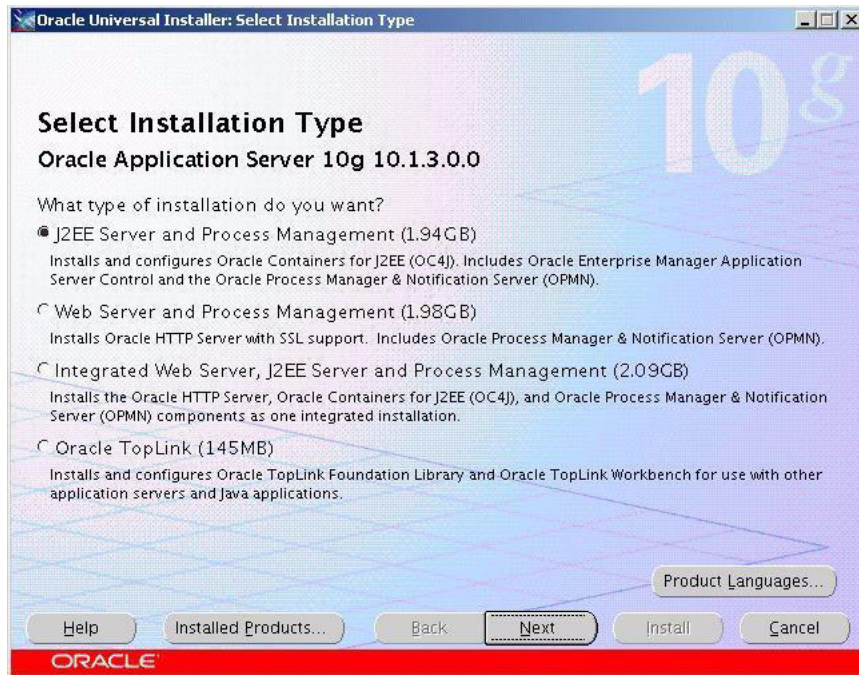 Oracle Universal Installer: Select Installation Type
10g
Select Installation Type
Oracle Application Server 10g 10.1.3.0.0
What type of installation do you want?
J2EE Server and Process Management (1.94GB)
Installs and configures Oracle Containers for J2EE (OC4J). Includes Oracle Enterprise Manager Application
Server Control and the Oracle Process Manager & Notification Server (OPMN).
Web Server and Process Management (1.98GB)
Installs Oracle HTTP Server with SSL support. Includes Oracle Process Manager & Notification Server (OPMN).
Integrated Web Server, J2EE Server and Process Management (2.09GB)
Installs the Oracle HTTP Server, Oracle Containers for J2EE (OC4J), and Oracle Process Manager & Notification
Server (OPMN) components as one integrated installation.
Oracle TopLink (145MB)
Installs and configures Oracle TopLink Foundation Library and Oracle TopLink Workbench for use with other
application servers and Java applications.
Product Languages...
Help Installed Products... Back Next Install Cancel
ORACLE